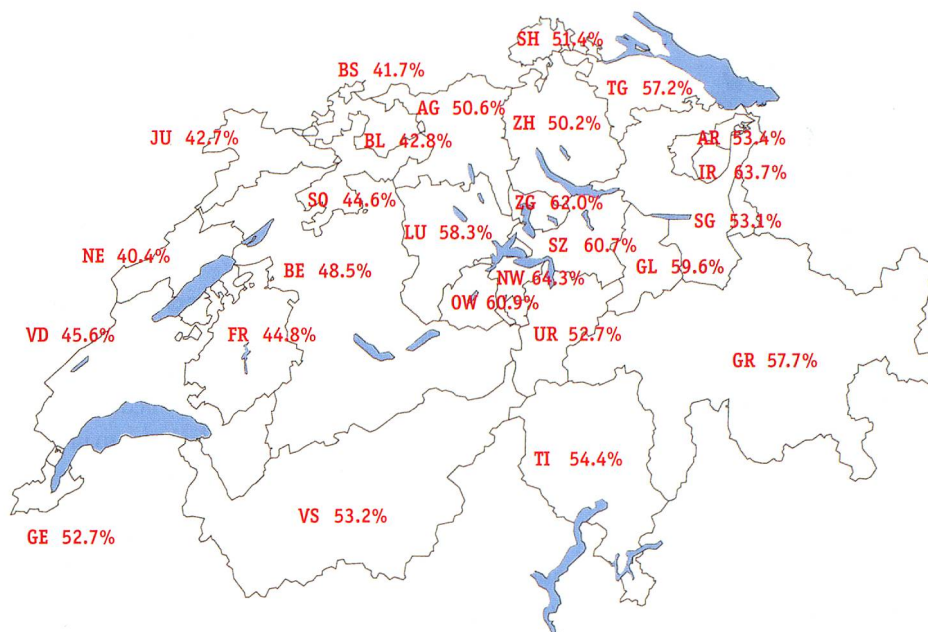 SH 51.4%
BS 41.7%
TG 57.2%
AG 50.6%
ZH 50.2%
JU 42.7%
BL 42.8%
AR 53.4%
IR 63.7%
SQ 44.6%
ZG 62.0%
SG 53.1%
LU 58.3%
SZ 60.7%
NE 40.4%
BE 48.5%
GL 59.6%
NW 64.3%
OW 60.9%
VD 45.6%
FR 44.8%
UR 52.7%
GR 57.7%
TI 54.4%
VS 53.2%
GE 52.7%